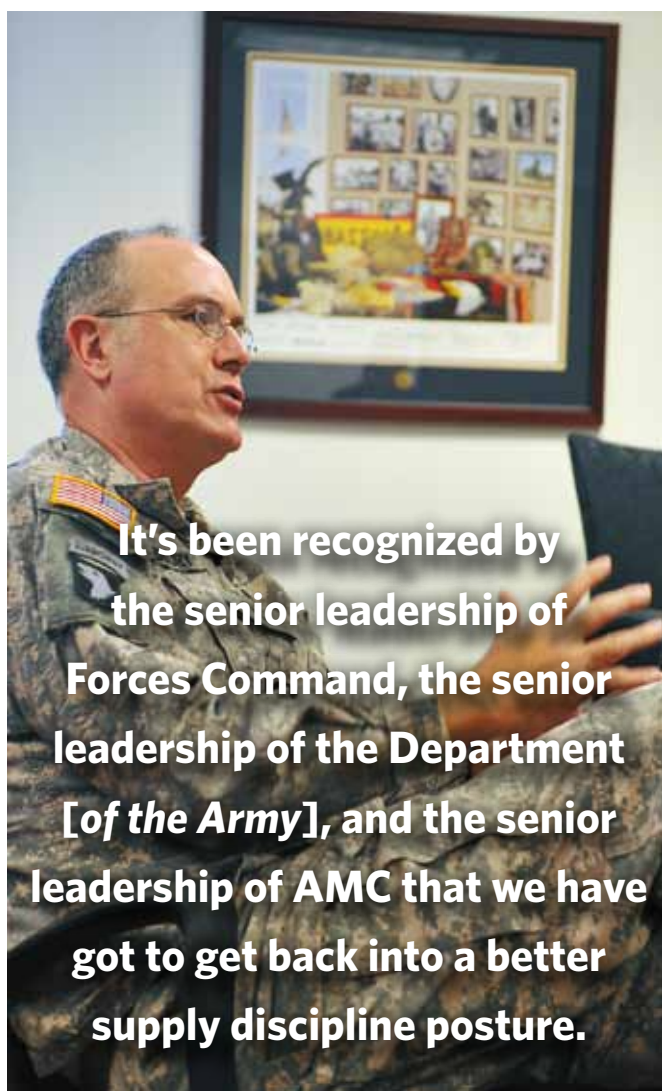 It’s been recognized by
the senior leadership of
Forces Command, the senior
leadership of the Department
[of the Army], and the senior
leadership of AMC that we have
got to get back into a better
supply discipline posture.